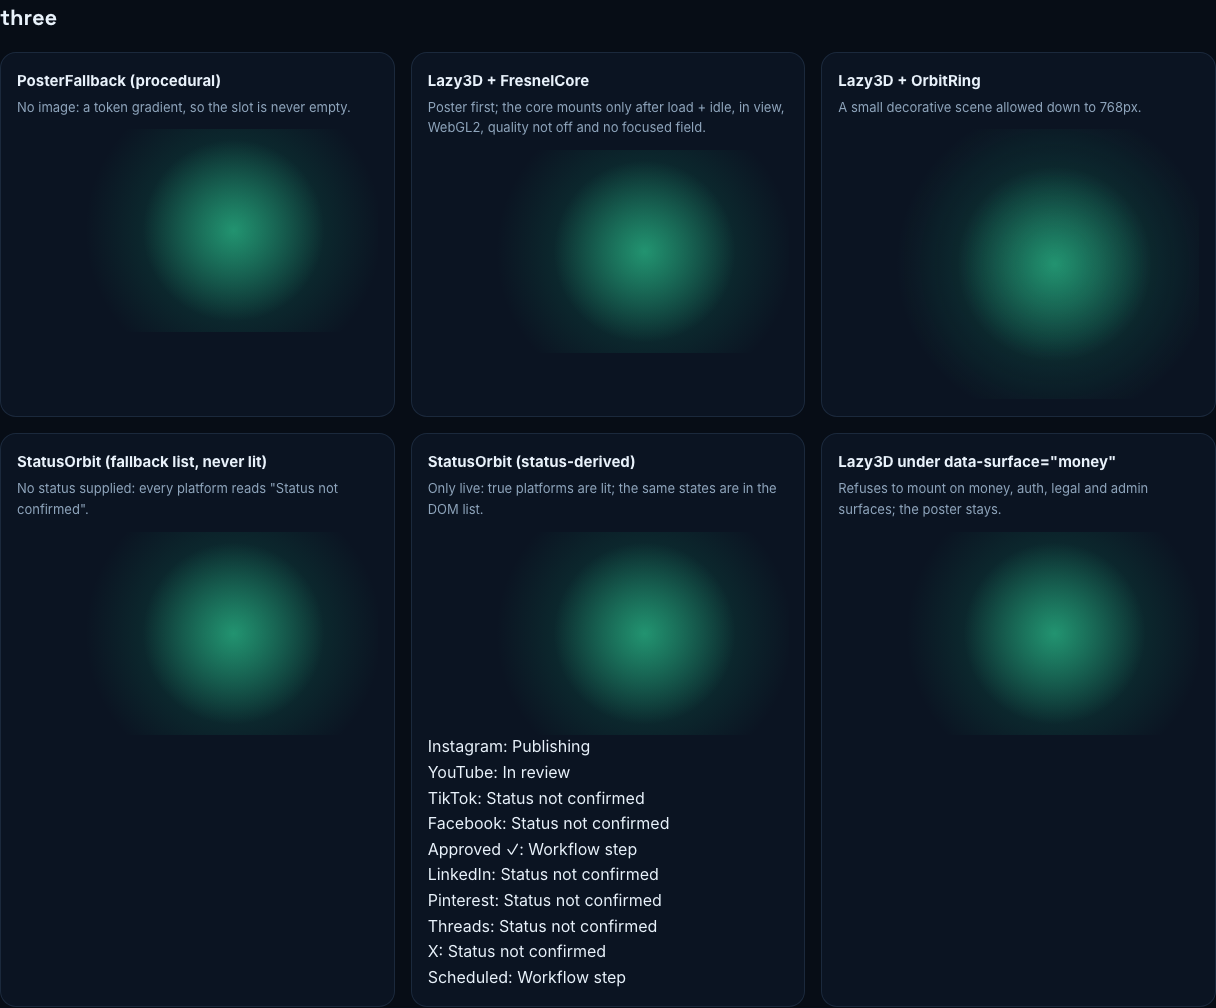 three
PosterFallback (procedural)
No image: a token gradient, so the slot is never empty.
Lazy3D + FresnelCore
Poster first; the core mounts only after load + idle, in view,
WebGL2, quality not off and no focused field.
Lazy3D + OrbitRing
A small decorative scene allowed down to 768px.
StatusOrbit (fallback list, never lit)
No status supplied: every platform reads "Status not
confirmed".
StatusOrbit (status-derived)
Only live: true platforms are lit; the same states are in the
DOM list.
Instagram: Publishing
YouTube: In review
TikTok: Status not confirmed
Facebook: Status not confirmed
Approved ✓: Workflow step
LinkedIn: Status not confirmed
Pinterest: Status not confirmed
Threads: Status not confirmed
X: Status not confirmed
Scheduled: Workflow step
Lazy3D under data-surface="money"
Refuses to mount on money, auth, legal and admin
surfaces; the poster stays.